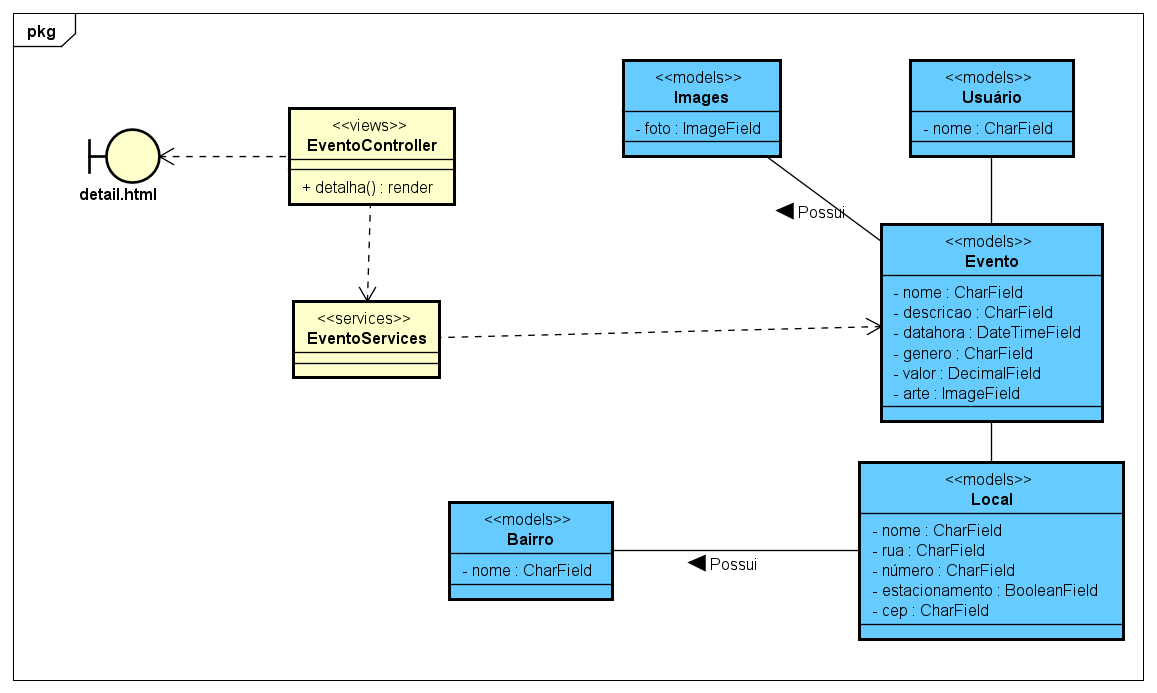 pkg
detail.html
<<views>>
EventoController
+ detalha() : render
<<services>>
EventoServices
<<models>>
Images
- foto : ImageField
<<models>>
Usuário
- nome : CharField
Possui
<<models>>
Evento
- nome : CharField
- descricao : CharField
- datahora : DateTimeField
- genero : CharField
- valor : DecimalField
- arte : ImageField
<<models>>
Bairro
- nome : CharField
Possui
<<models>>
Local
- nome : CharField
- rua : CharField
- número : CharField
- estacionamento : BooleanField
- cep : CharField